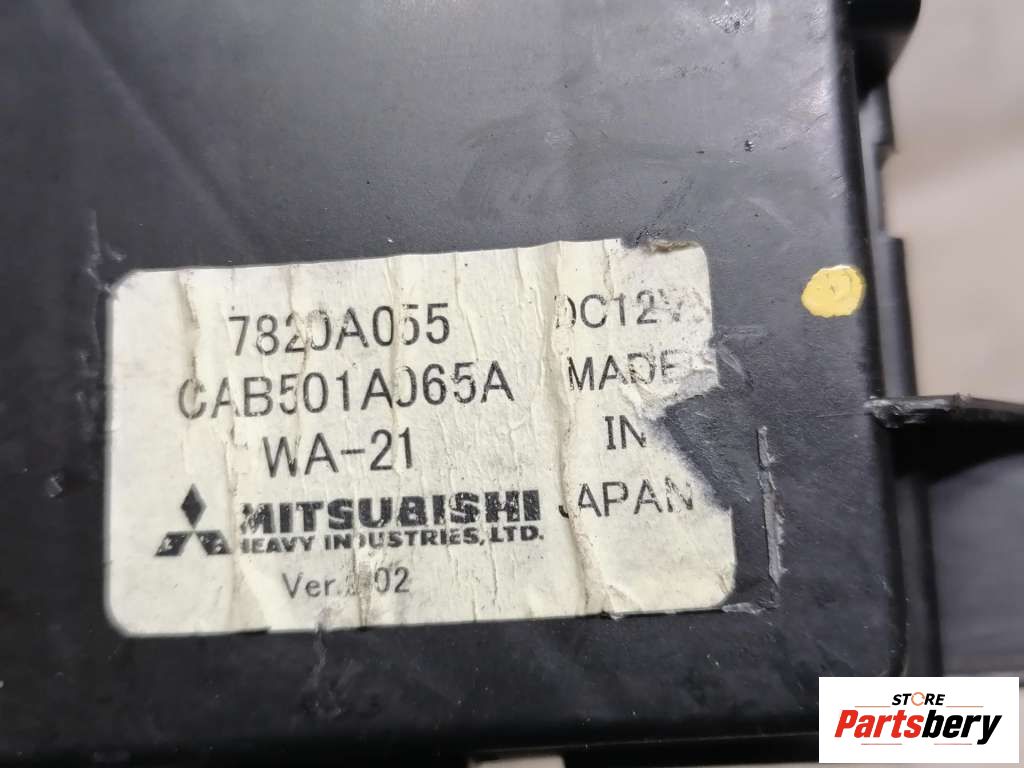 7820A055
CAB501A065A
WA-21
MITSUBISHI
HEAVY INDUSTRIES, LTD.
DC12V
MADE
IN
JAPAN
STORE
Partsbery